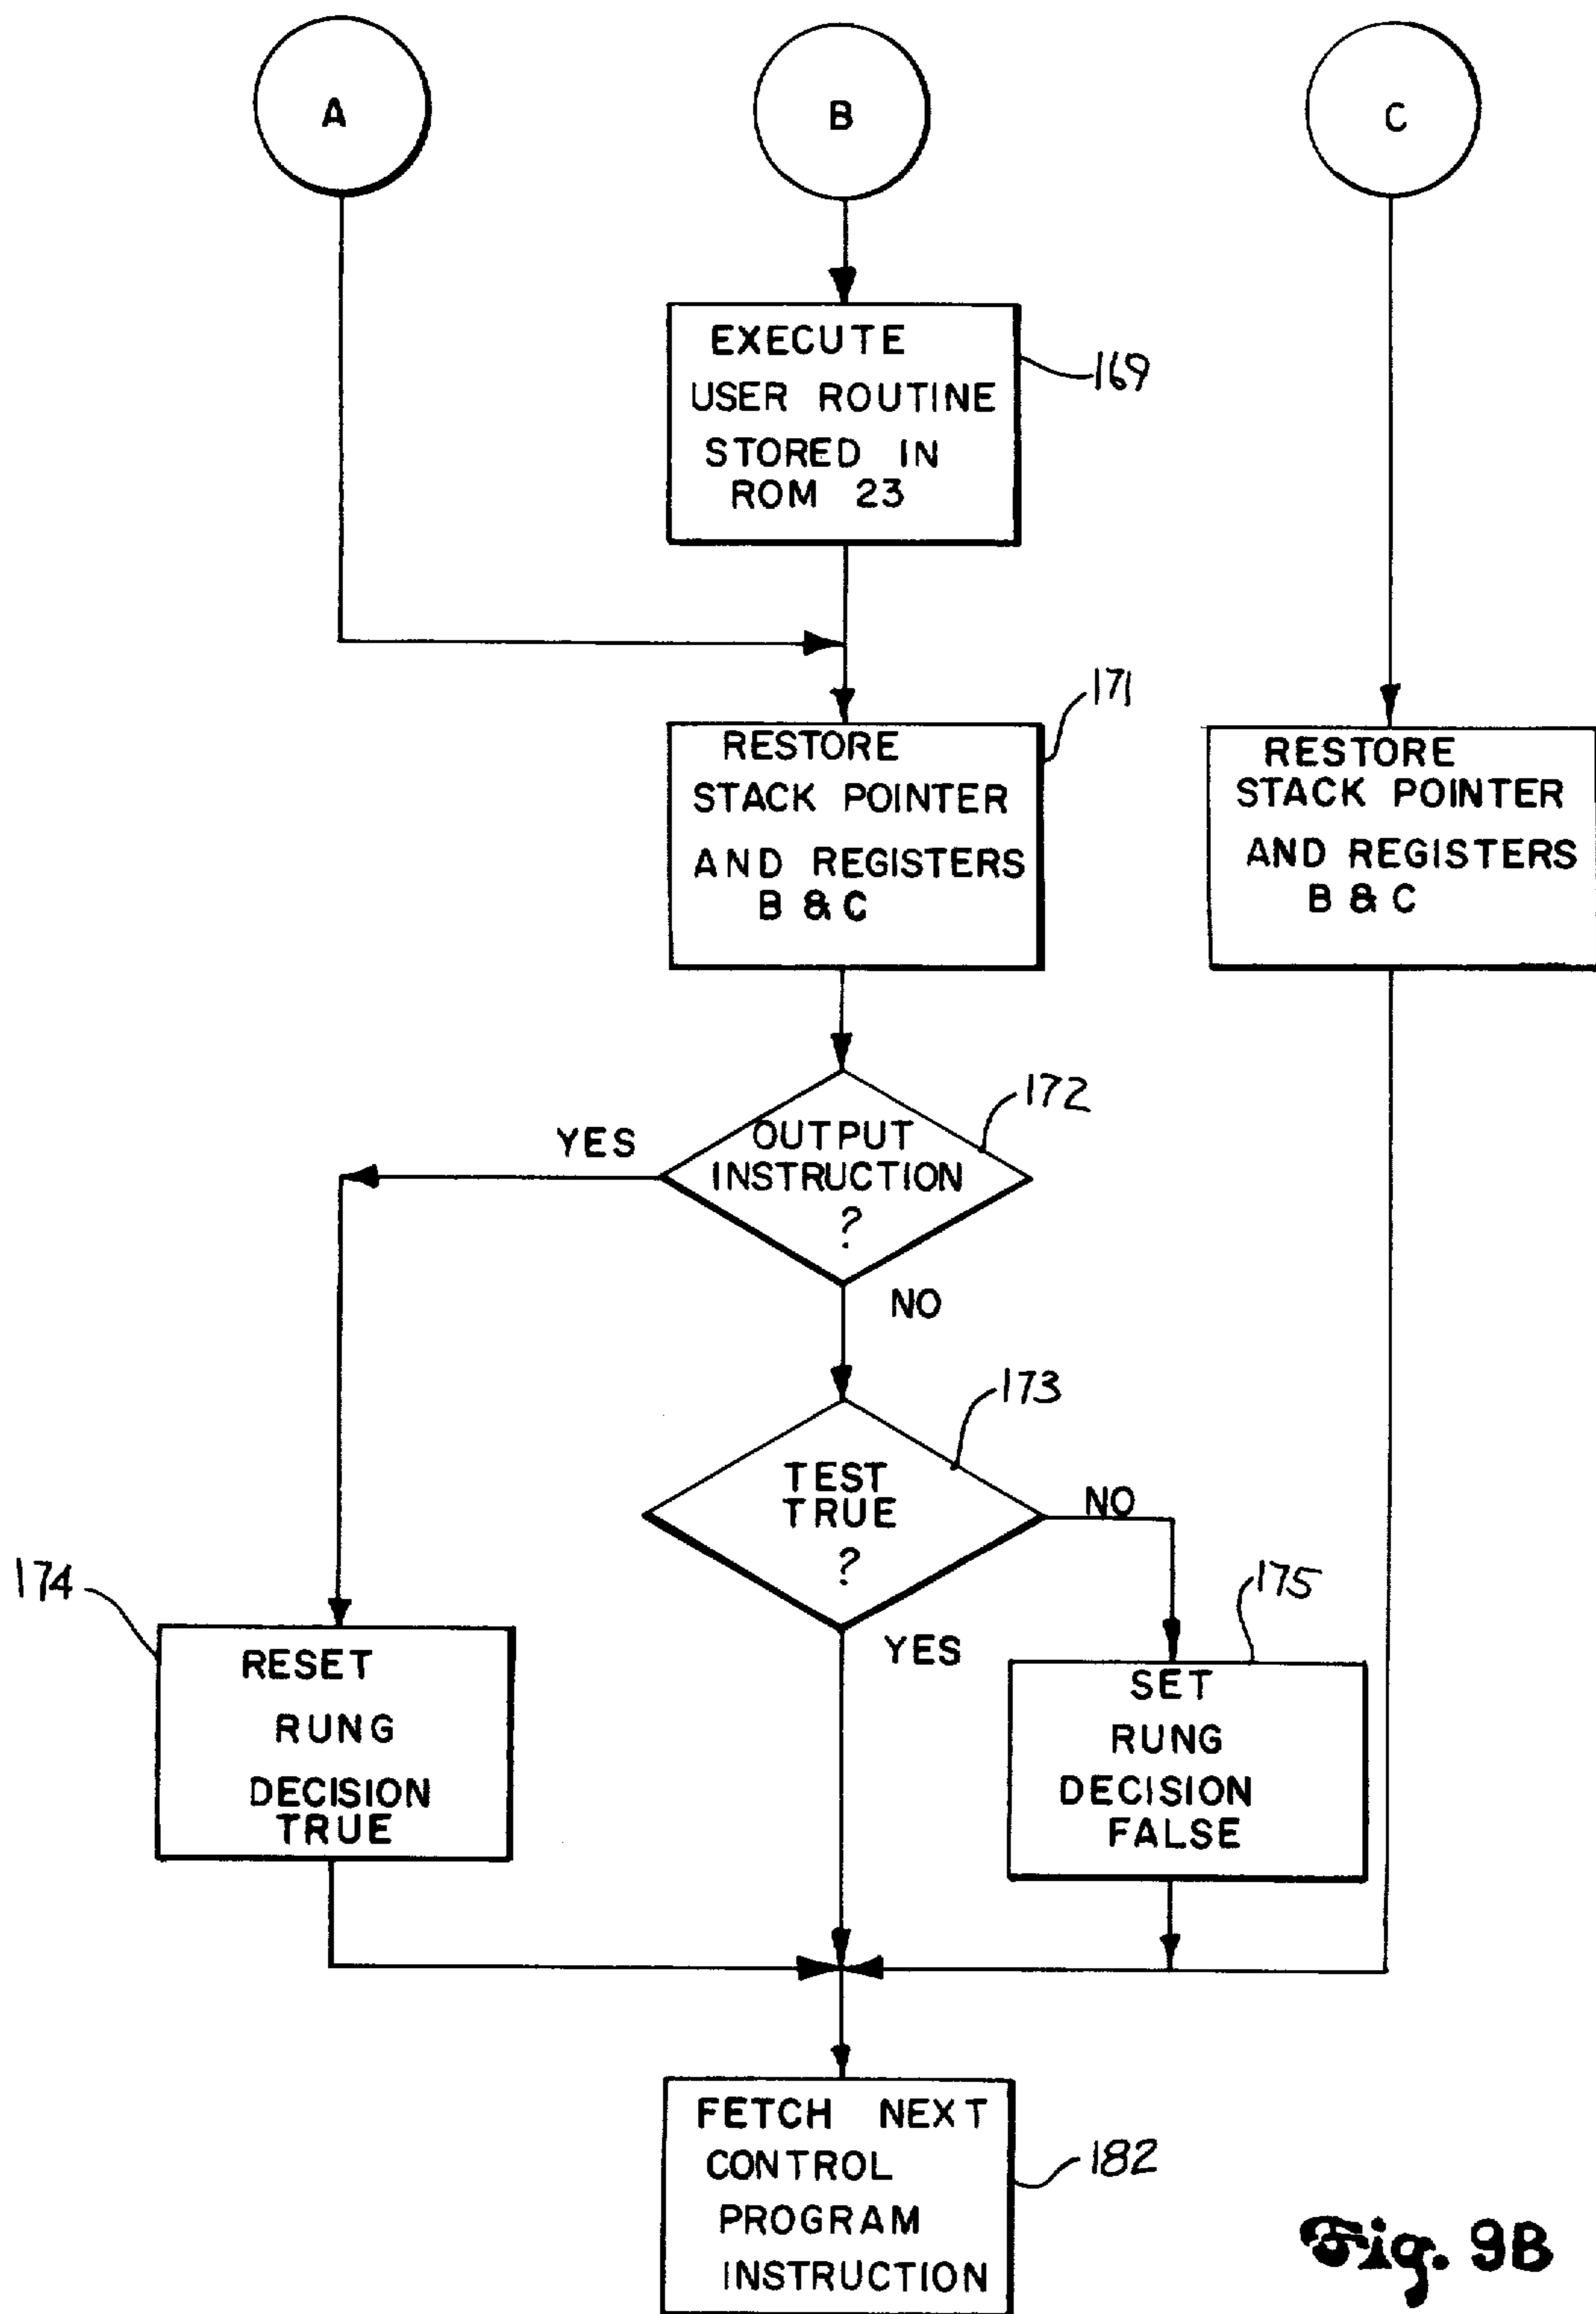 A
B
C
EXECUTE
USER ROUTINE
STORED IN
ROM 23
169
171
RESTORE
STACK POINTER
AND REGISTERS
B & C
RESTORE
STACK POINTER
AND REGISTERS
B & C
172
YES
OUTPUT
INSTRUCTION
?
NO
173
TEST
TRUE
?
NO
YES
174
RESET
RUNG
DECISION
TRUE
175
SET
RUNG
DECISION
FALSE
FETCH NEXT
CONTROL
PROGRAM
INSTRUCTION
182
Fig. 9B